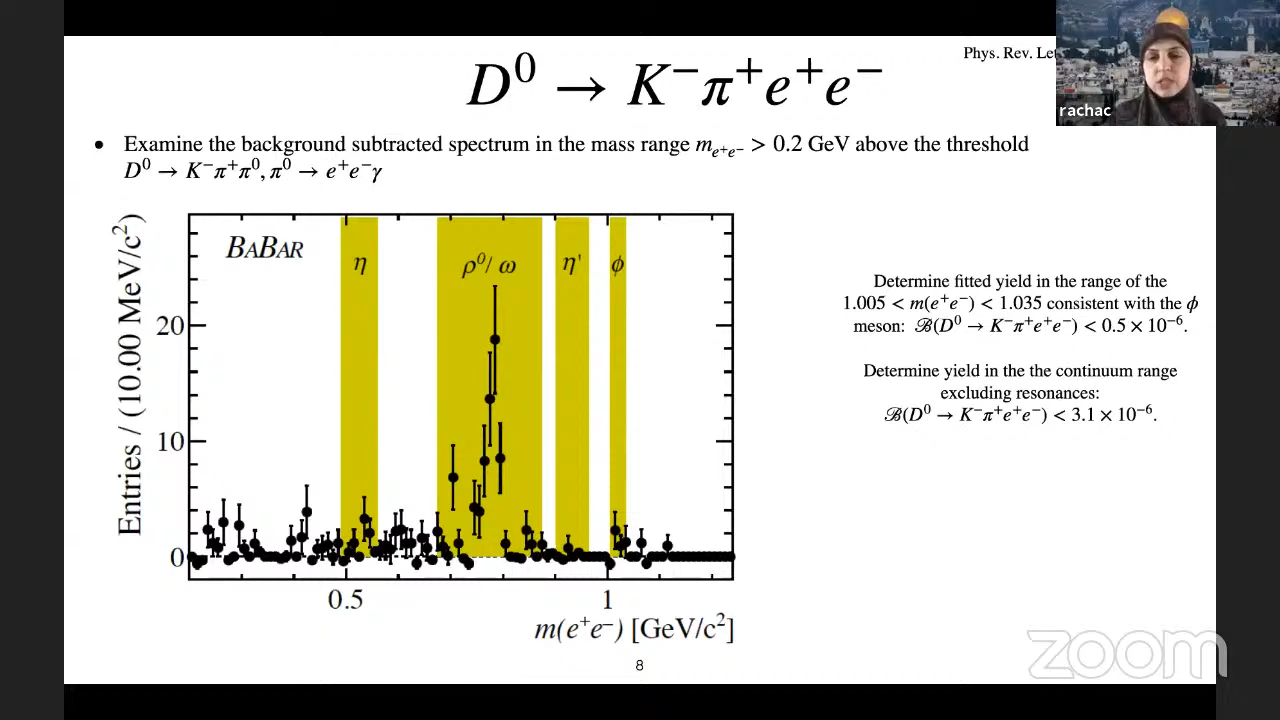 D⁰ → K⁻π⁺e⁺e⁻
Phys. Rev. Let
rachac
• Examine the background subtracted spectrum in the mass range mₑ⁺ₑ⁻ > 0.2 GeV above the threshold
D⁰ → K⁻π⁺π⁰, π⁰ → e⁺e⁻γ
Entries / (10.00 MeV/c²)
BABAR
η
ρ⁰/ ω
η'
ϕ
20
10
0
0.5
1
m(e⁺e⁻) [GeV/c²]
Determine fitted yield in the range of the
1.005 < m(e⁺e⁻) < 1.035 consistent with the ϕ
meson: ℬ(D⁰ → K⁻π⁺e⁺e⁻) < 0.5 × 10⁻⁶.
Determine yield in the the continuum range
excluding resonances:
ℬ(D⁰ → K⁻π⁺e⁺e⁻) < 3.1 × 10⁻⁶.
8
zoom